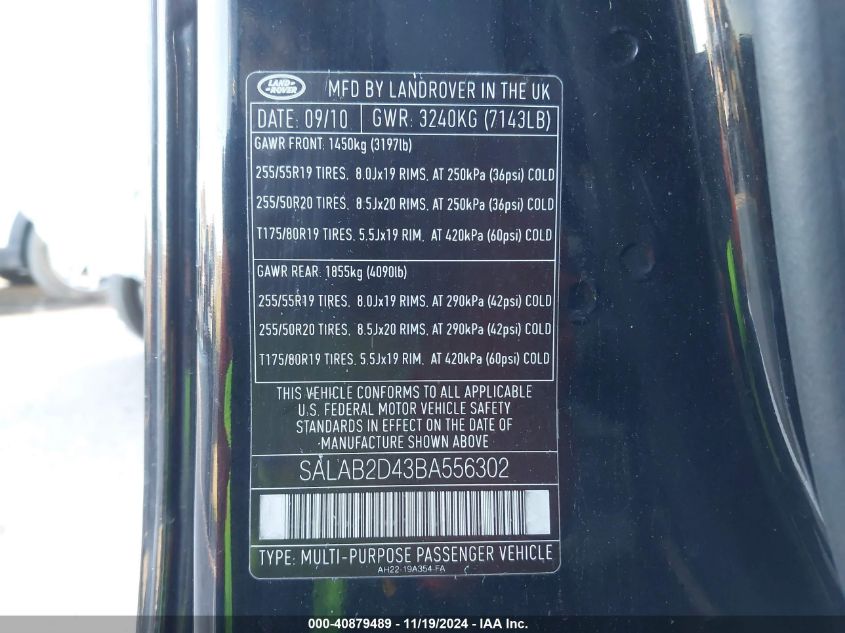 LAND ROVER
MFD BY LANDROVER IN THE UK
DATE: 09/10 GWR: 3240KG (7143LB)
GAWR FRONT: 1450kg (3197lb)
255/55R19 TIRES. 8.0Jx19 RIMS. AT 250kPa (36psi) COLD
255/50R20 TIRES. 8.5Jx20 RIMS. AT 250kPa (36psi) COLD
T175/80R19 TIRES. 5.5Jx19 RIM. AT 420kPa (60psi) COLD
GAWR REAR: 1855kg (4090lb)
255/55R19 TIRES. 8.0Jx19 RIMS. AT 290kPa (42psi) COLD
255/50R20 TIRES. 8.5Jx20 RIMS. AT 290kPa (42psi) COLD
T175/80R19 TIRES. 5.5Jx19 RIM. AT 420kPa (60psi) COLD
THIS VEHICLE CONFORMS TO ALL APPLICABLE
U.S. FEDERAL MOTOR VEHICLE SAFETY
STANDARDS IN EFFECT ON THE DATE OF
MANUFACTURE SHOWN ABOVE
SALAB2D43BA556302
TYPE: MULTI-PURPOSE PASSENGER VEHICLE
AH22-19A354-FA
000-40879489 - 11/19/2024 - IAA Inc.